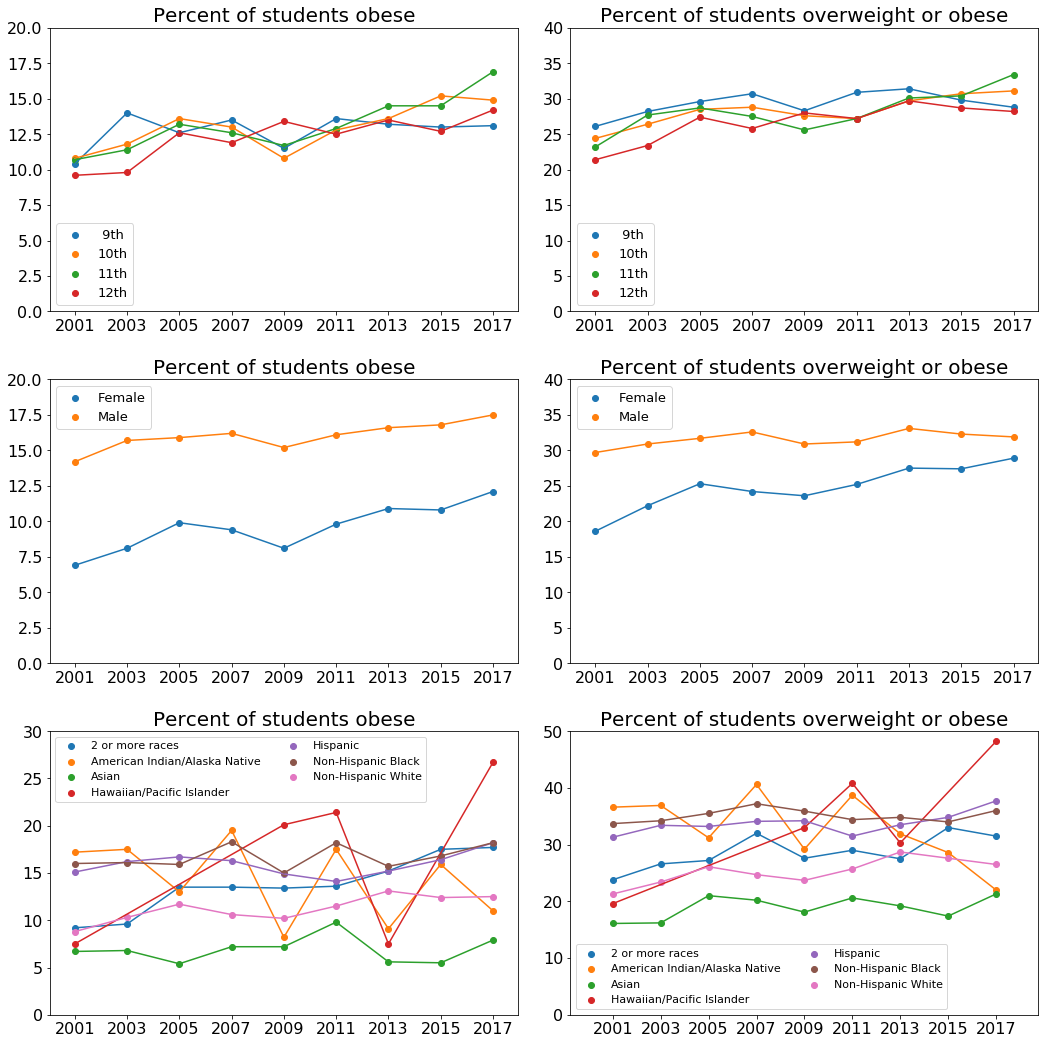 Percent of students obese
20.0
17.5
15.0
12.5
10.0
7.5
5.0
2.5
0.0
9th
10th
11th
12th
2001 2003 2005 2007 2009 2011 2013 2015 2017
Percent of students overweight or obese
40
35
30
25
20
15
10
5
0
9th
10th
11th
12th
2001 2003 2005 2007 2009 2011 2013 2015 2017
Percent of students obese
20.0
17.5
15.0
12.5
10.0
7.5
5.0
2.5
0.0
Female
Male
2001 2003 2005 2007 2009 2011 2013 2015 2017
Percent of students overweight or obese
40
35
30
25
20
15
10
5
0
Female
Male
2001 2003 2005 2007 2009 2011 2013 2015 2017
Percent of students obese
30
25
20
15
10
5
0
2 or more races
American Indian/Alaska Native
Asian
Hawaiian/Pacific Islander
Hispanic
Non-Hispanic Black
Non-Hispanic White
2001 2003 2005 2007 2009 2011 2013 2015 2017
Percent of students overweight or obese
50
40
30
20
10
0
2 or more races
American Indian/Alaska Native
Asian
Hawaiian/Pacific Islander
Hispanic
Non-Hispanic Black
Non-Hispanic White
2001 2003 2005 2007 2009 2011 2013 2015 2017